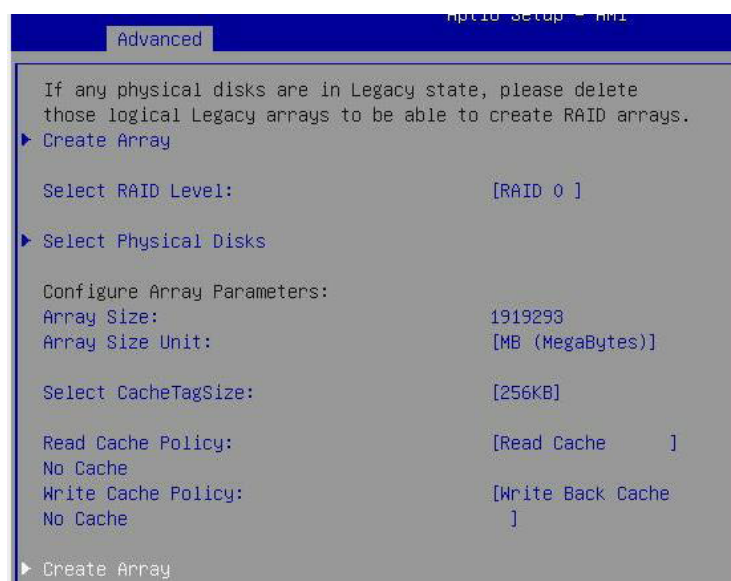 Aptio Setup - AMI
Advanced
If any physical disks are in Legacy state, please delete
those logical Legacy arrays to be able to create RAID arrays.
Create Array
Select RAID Level: [RAID 0 ]
Select Physical Disks
Configure Array Parameters:
Array Size: 1919293
Array Size Unit: [MB (MegaBytes)]
Select CacheTagSize: [256KB]
Read Cache Policy: [Read Cache ]
No Cache
Write Cache Policy: [Write Back Cache
No Cache ]
Create Array